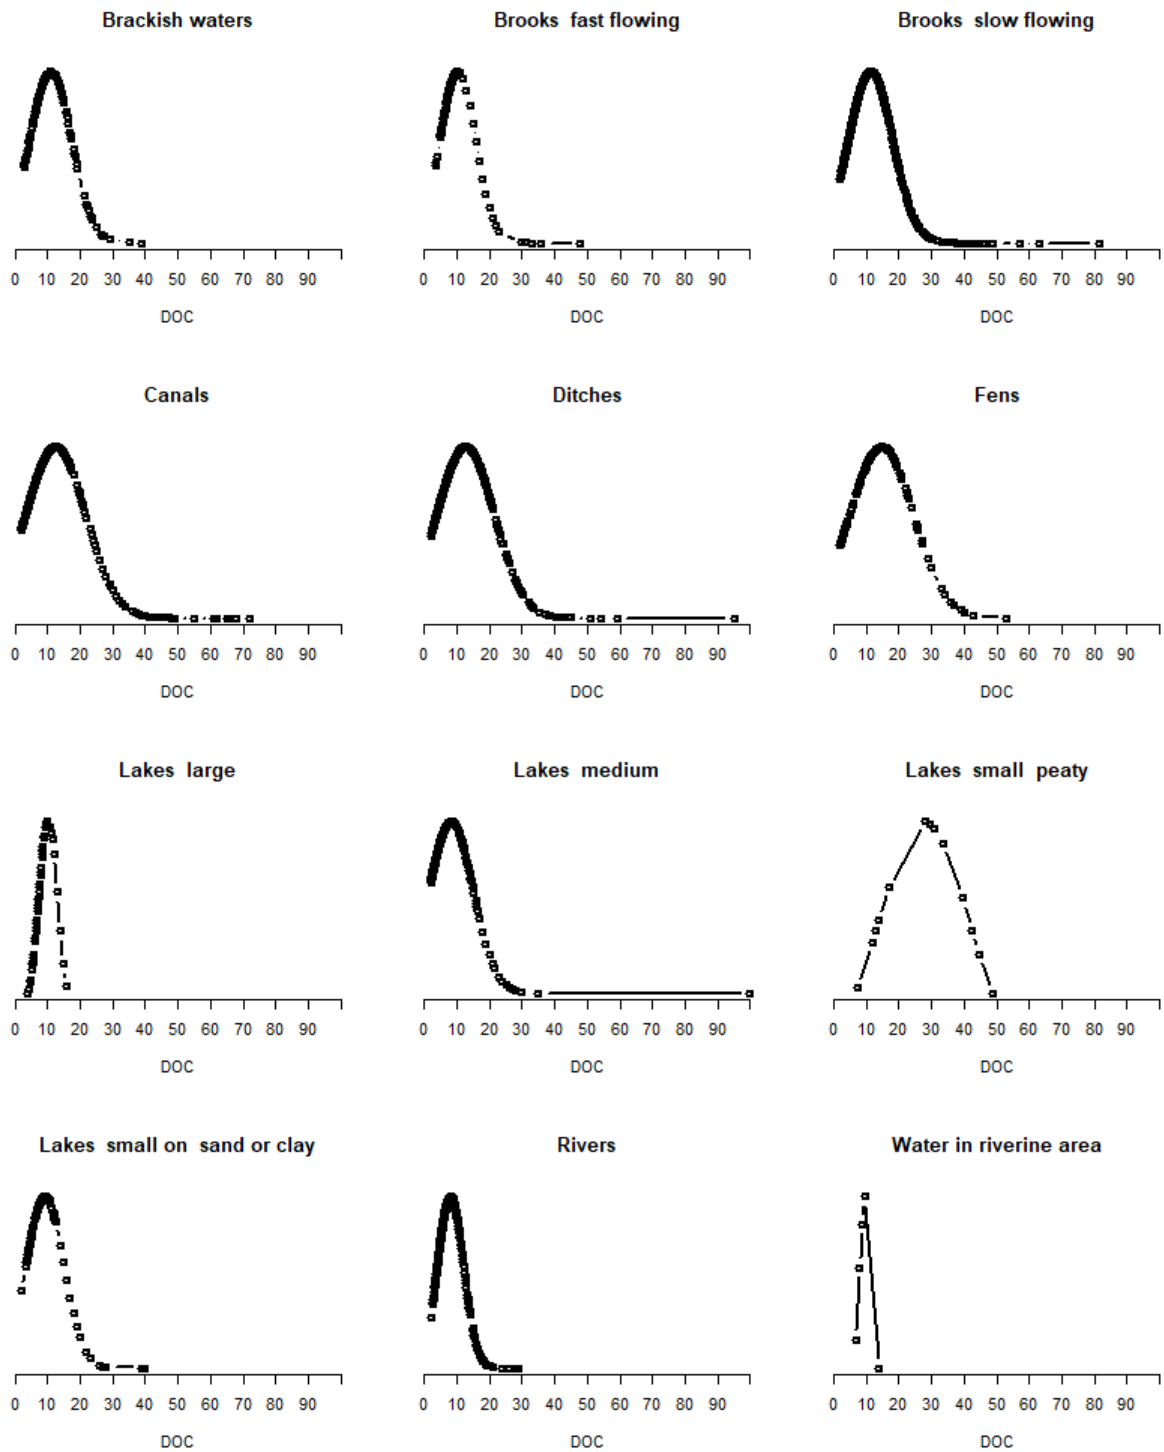 Brackish waters
Brooks fast flowing
Brooks slow flowing
0 10 20 30 40 50 60 70 80 90
0 10 20 30 40 50 60 70 80 90
0 10 20 30 40 50 60 70 80 90
DOC
DOC
DOC
Canals
Ditches
Fens
0 10 20 30 40 50 60 70 80 90
0 10 20 30 40 50 60 70 80 90
0 10 20 30 40 50 60 70 80 90
DOC
DOC
DOC
Lakes large
Lakes medium
Lakes small peaty
0 10 20 30 40 50 60 70 80 90
0 10 20 30 40 50 60 70 80 90
0 10 20 30 40 50 60 70 80 90
DOC
DOC
DOC
Lakes small on sand or clay
Rivers
Water in riverine area
0 10 20 30 40 50 60 70 80 90
0 10 20 30 40 50 60 70 80 90
0 10 20 30 40 50 60 70 80 90
DOC
DOC
DOC